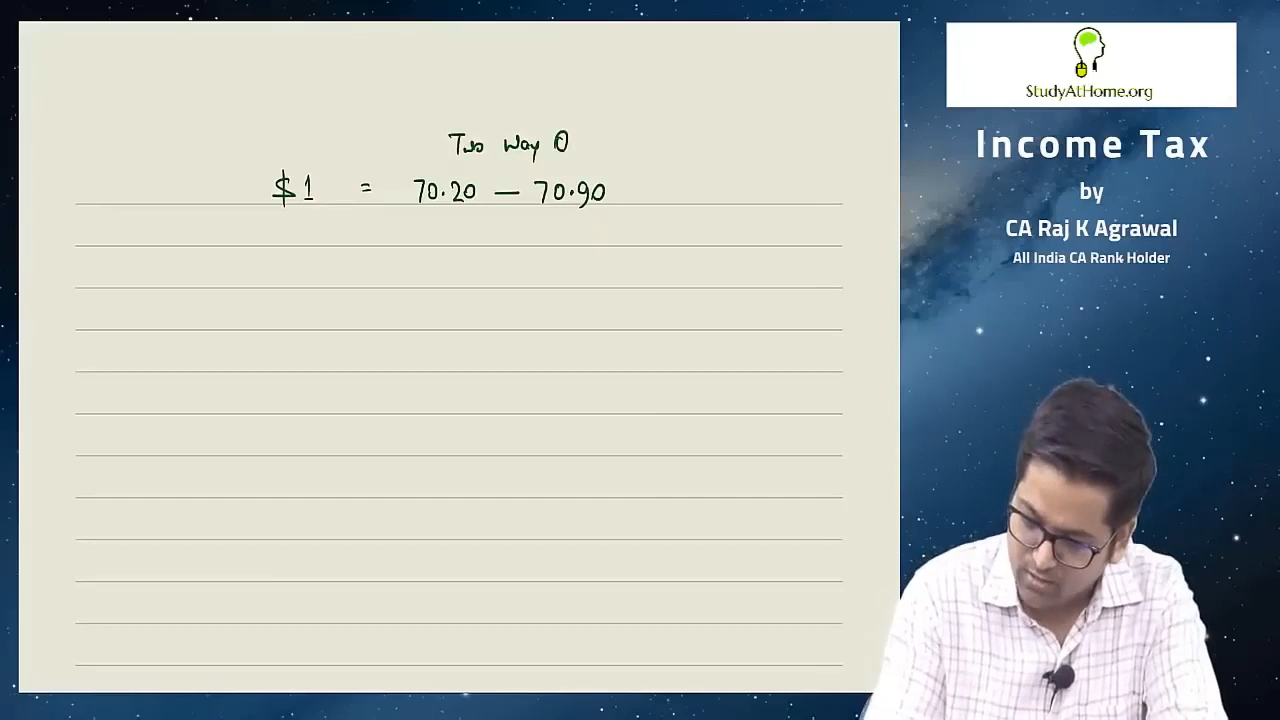 Two Way Q
$1 = 70.20 — 70.90
StudyAtHome.org
Income Tax
by
CA Raj K Agrawal
All India CA Rank Holder